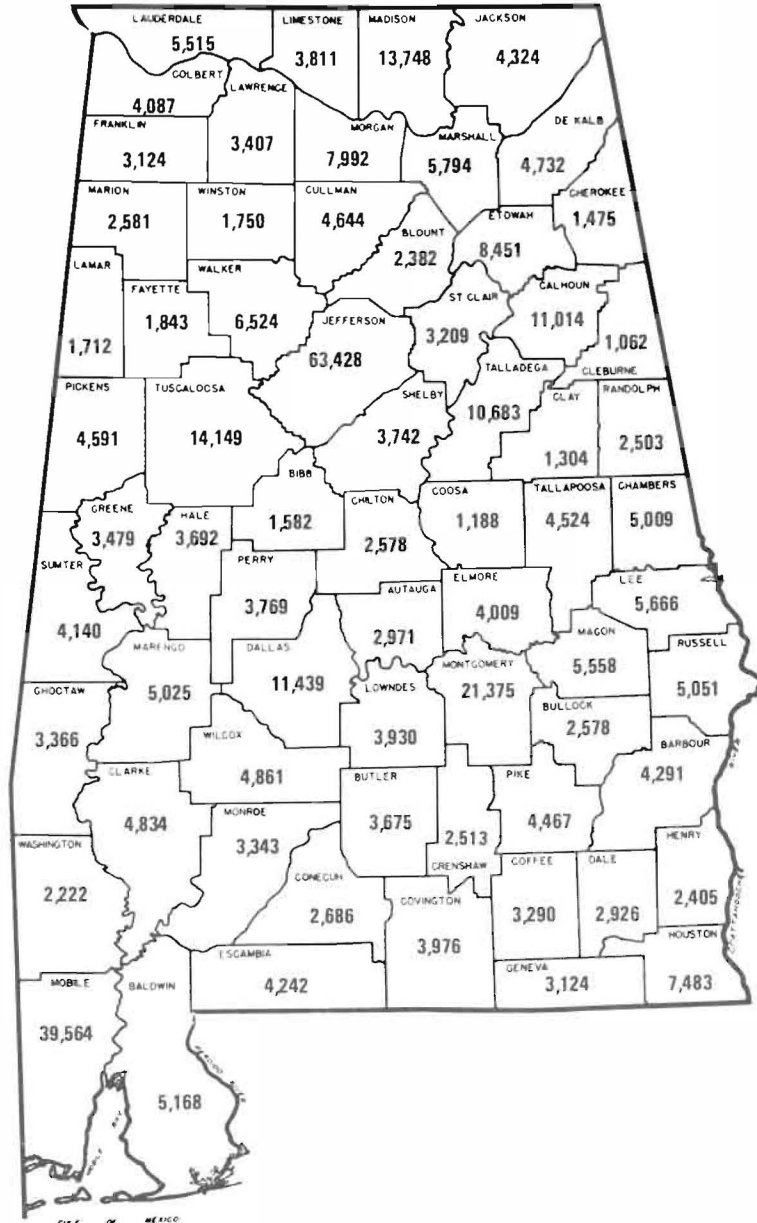 LAUDERDALE
5,515
LIMESTONE
3,811
MADISON
13,748
JACKSON
4,324
COLBERT
4,087
LAWRENCE
3,407
FRANKLIN
3,124
MORGAN
7,992
MARSHALL
5,794
DE KALB
4,732
MARION
2,581
WINSTON
1,750
CULLMAN
4,644
BLOUNT
2,382
ETOWAH
8,451
CHEROKEE
1,475
LAMAR
1,712
FAYETTE
1,843
WALKER
6,524
JEFFERSON
63,428
ST CLAIR
3,209
CALHOUN
11,014
1,062
CLEBURNE
PICKENS
4,591
TUSCALOOSA
14,149
SHELBY
3,742
TALLADEGA
10,683
CLAY
1,304
RANDOLPH
2,503
GREENE
3,479
HALE
3,692
BIBB
1,582
CHILTON
2,578
COOSA
1,188
TALLAPOOSA
4,524
CHAMBERS
5,009
SUMTER
4,140
PERRY
3,769
AUTAUGA
2,971
ELMORE
4,009
LEE
5,666
MARENGO
5,025
DALLAS
11,439
LOWNDES
3,930
MONTGOMERY
21,375
MACON
5,558
RUSSELL
5,051
CHOCTAW
3,366
WILCOX
4,861
BULLOCK
2,578
BARBOUR
4,291
CLARKE
4,834
MONROE
3,343
BUTLER
3,675
2,513
CRENSHAW
PIKE
4,467
WASHINGTON
2,222
CONECUH
2,686
COVINGTON
3,976
COFFEE
3,290
DALE
2,926
HENRY
2,405
CHATTAHOOCHEE
RIVER
ESCAMBIA
4,242
GENEVA
3,124
HOUSTON
7,483
MOBILE
39,564
BALDWIN
5,168
PERDIDO RIVER
MOBILE BAY
GULF OF MEXICO